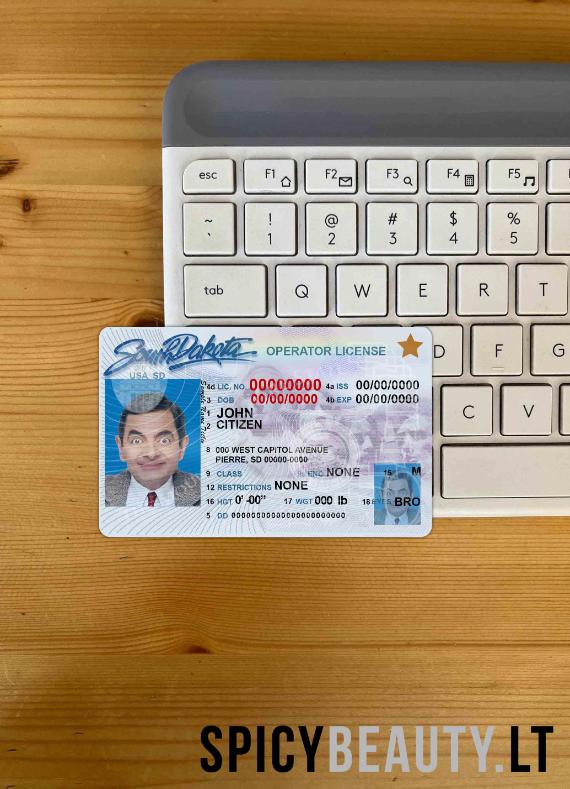 esc F1 F2 F3 F4 F5
~ ! @ # $ %
` 1 2 3 4 5
tab Q W E R T
D F G
C V
South Dakota OPERATOR LICENSE
USA SD
4d LIC. NO. 00000000 4a ISS 00/00/0000
3 DOB 00/00/0000 4b EXP 00/00/0000
1 JOHN
2 CITIZEN
8 000 WEST CAPITOL AVENUE
PIERRE, SD 00000-0000
9 CLASS END NONE 15 M
12 RESTRICTIONS NONE
16 HGT 0'-00" 17 WGT 000 lb 18 EYES BRO
5 DD 0000000000000000000000
SPICYBEAUTY.LT